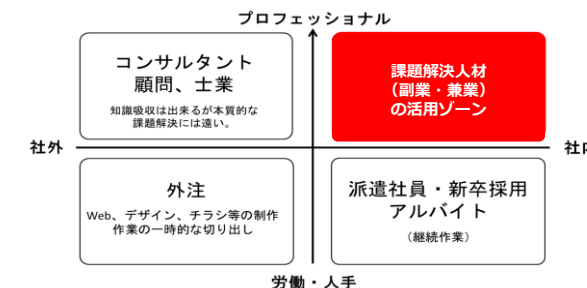 プロフェッショナル
コンサルタント
顧問、士業
知識吸収は出来るが本質的な
課題解決には遠い。
課題解決人材
（副業・兼業）
の活用ゾーン
社外
社内
外注
Web、デザイン、チラシ等の制作
作業の一時的な切り出し
派遣社員・新卒採用
アルバイト
（継続作業）
労働・人手